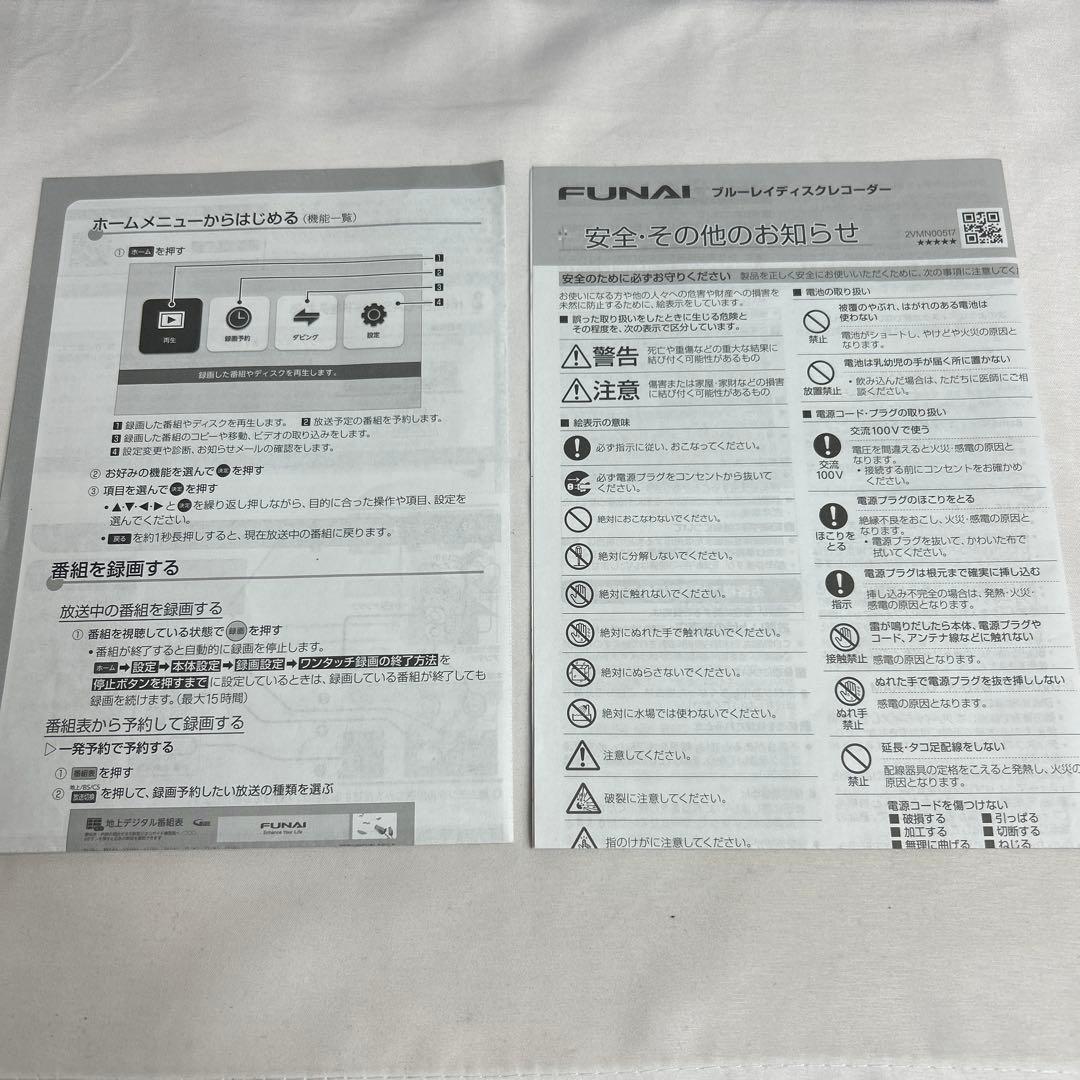 ホームメニューからはじめる(機能一覧)
① ホーム を押す
1
2
3
4
再生
録画予約
ダビング
設定
録画した番組やディスクを再生します。
1 録画した番組やディスクを再生します。 2 放送予定の番組を予約します。
3 録画した番組のコピーや移動、ビデオの取り込みをします。
4 設定変更や診断、お知らせメールの確認をします。
② お好みの機能を選んで 決定 を押す
③ 項目を選んで 決定 を押す
• ▲・▼・◀・▶ と 決定 を繰り返し押しながら、目的に合った操作や項目、設定を
選んでください。
• 戻る を約1秒長押しすると、現在放送中の番組に戻ります。
番組を録画する
放送中の番組を録画する
① 番組を視聴している状態で 録画 を押す
• 番組が終了すると自動的に録画を停止します。
ホーム ➡ 設定 ➡ 本体設定 ➡ 録画設定 ➡ ワンタッチ録画の終了方法 を
停止ボタンを押すまで に設定しているときは、録画している番組が終了しても
録画を続けます。(最大15時間)
番組表から予約して録画する
▷一発予約で予約する
① 番組表 を押す
② 地上/BS/CS 放送切換 を押して、録画予約したい放送の種類を選ぶ
地上デジタル番組表
FUNAI
Enhance Your Life
FUNAI ブルーレイディスクレコーダー
安全・その他のお知らせ
2VMN00517
★★★★★
安全のために必ずお守りください 製品を正しく安全にお使いいただくために、次の事項に注意してく
お使いになる方や他の人々への危害や財産への損害を
未然に防止するために、絵表示をしています。
■ 誤った取り扱いをしたときに生じる危険と
その程度を、次の表示で区分しています。
警告 死亡や重傷などの重大な結果に
結び付く可能性があるもの
注意 傷害または家屋・家財などの損害
に結び付く可能性があるもの
■ 絵表示の意味
必ず指示に従い、おこなってください。
必ず電源プラグをコンセントから抜いて
ください。
絶対におこなわないでください。
絶対に分解しないでください。
絶対に触れないでください。
絶対にぬれた手で触れないでください。
絶対にぬらさないでください。
絶対に水場では使わないでください。
注意してください。
破裂に注意してください。
指のけがに注意してください。
■ 電池の取り扱い
被覆のやぶれ、はがれのある電池は
使わない
禁止
電池がショートし、やけどや火災の原因と
なります。
電池は乳幼児の手が届く所に置かない
放置禁止
・飲み込んだ場合は、ただちに医師にご相
談ください。
■ 電源コード・プラグの取り扱い
交流100Vで使う
交流
100V
電圧を間違えると火災・感電の原因と
なります。
・接続する前にコンセントをお確かめ
ください。
電源プラグのほこりをとる
ほこりを
とる
絶縁不良をおこし、火災・感電の原因と
なります。
・電源プラグを抜いて、かわいた布で
拭いてください。
電源プラグは根元まで確実に挿し込む
指示
挿し込み不完全の場合は、発熱・火災・
感電の原因となります。
雷が鳴りだしたら本体、電源プラグや
コード、アンテナ線などに触れない
接触禁止
感電の原因となります。
ぬれた手で電源プラグを抜き挿ししない
ぬれ手
禁止
感電の原因となります。
延長・タコ足配線をしない
禁止
配線器具の定格をこえると発熱し、火災の
原因となります。
電源コードを傷つけない
■ 破損する ■ 引っぱる
■ 加工する ■ 切断する
■ 無理に曲げる ■ ねじる